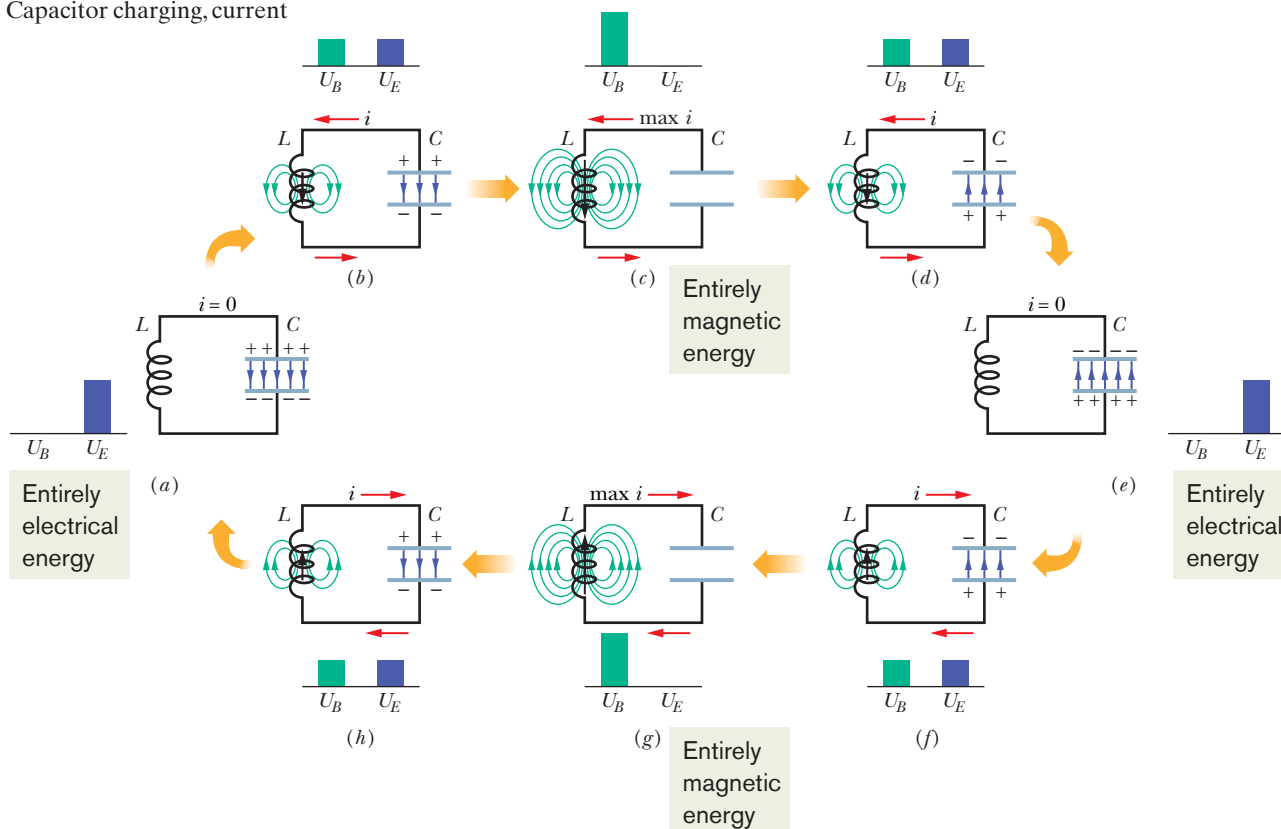 Capacitor charging, current
U_B U_E
U_B U_E
U_B U_E
i
L C
+ +
– –
(b)
max i
L C
(c)
Entirely
magnetic
energy
i
L C
– –
+ +
(d)
i = 0
L C
+ + + +
– – – –
U_B U_E
(a)
Entirely
electrical
energy
i = 0
L C
– – – –
+ + + +
U_B U_E
(e)
Entirely
electrical
energy
i
L C
+ +
– –
U_B U_E
(h)
max i
L C
U_B U_E
(g)
Entirely
magnetic
energy
i
L C
– –
+ +
U_B U_E
(f)